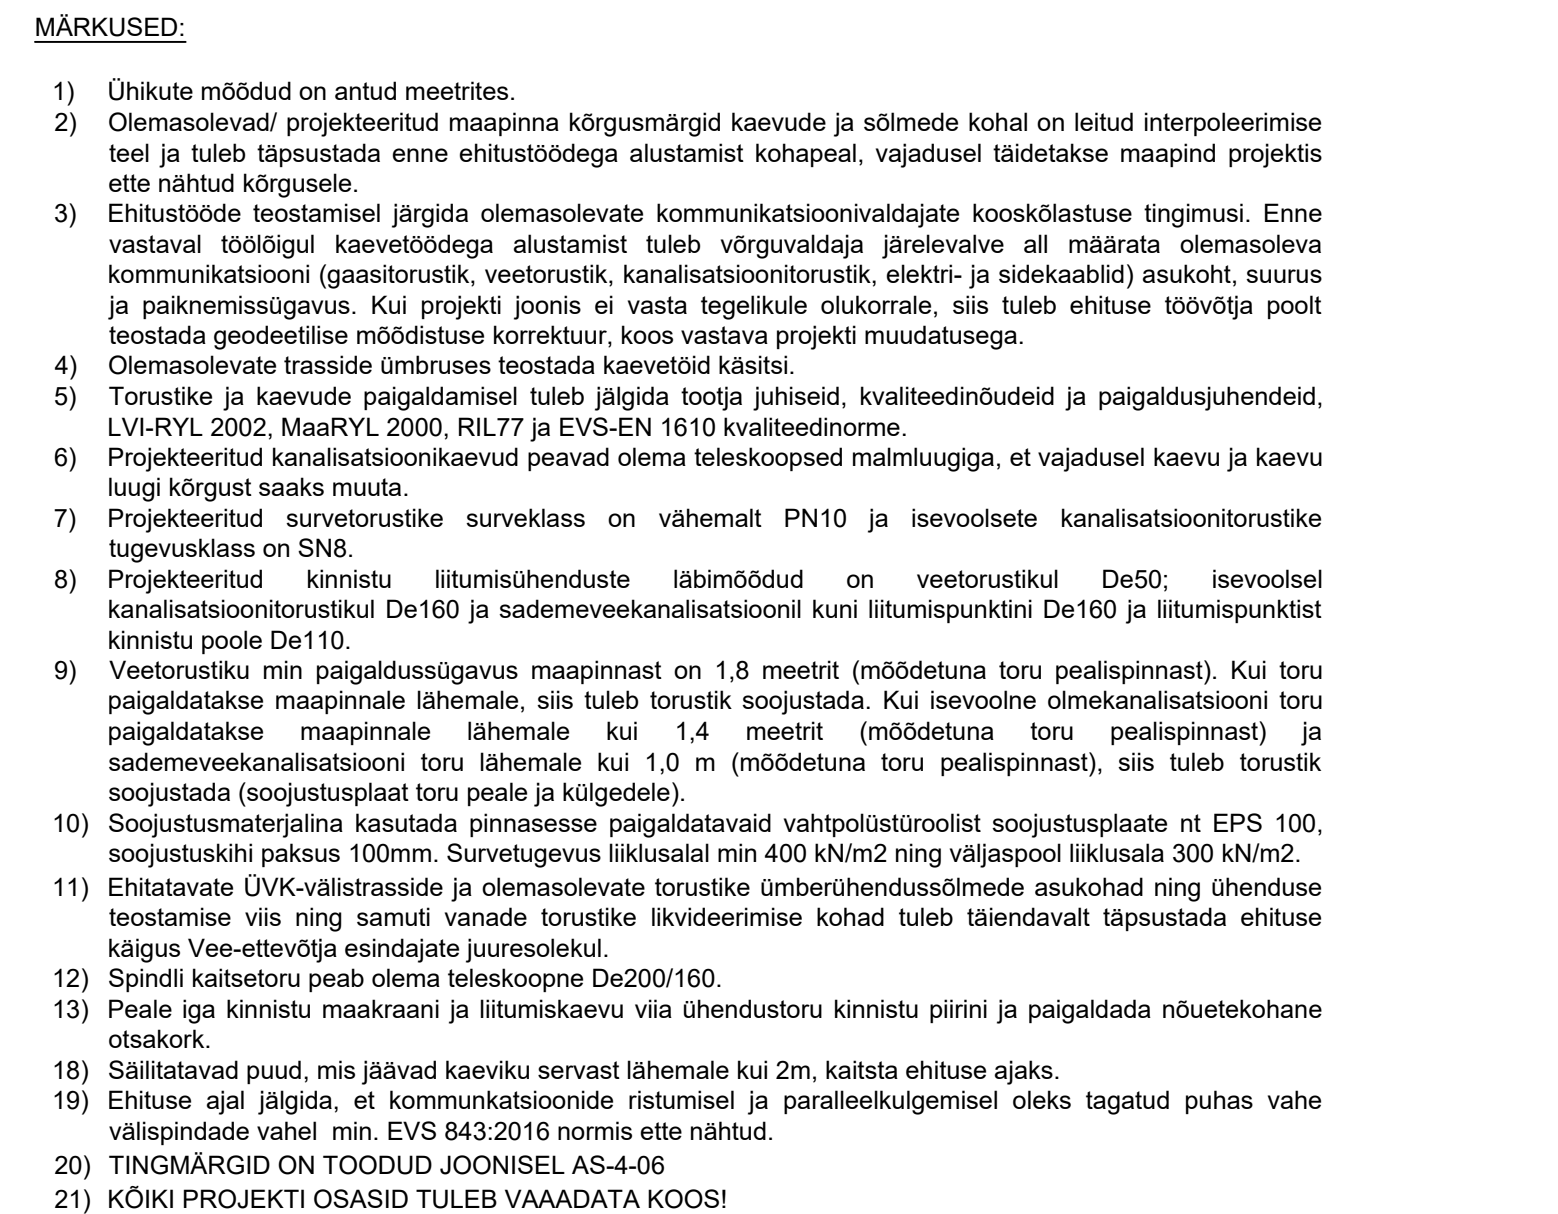 MÄRKUSED:
1) Ühikute mõõdud on antud meetrites.
2) Olemasolevad/ projekteeritud maapinna kõrgusmärgid kaevude ja sõlmede kohal on leitud interpoleerimise
teel ja tuleb täpsustada enne ehitustöödega alustamist kohapeal, vajadusel täidetakse maapind projektis
ette nähtud kõrgusele.
3) Ehitustööde teostamisel järgida olemasolevate kommunikatsioonivaldajate kooskõlastuse tingimusi. Enne
vastaval töölõigul kaevetöödega alustamist tuleb võrguvaldaja järelevalve all määrata olemasoleva
kommunikatsiooni (gaasitorustik, veetorustik, kanalisatsioonitorustik, elektri- ja sidekaablid) asukoht, suurus
ja paiknemissügavus. Kui projekti joonis ei vasta tegelikule olukorrale, siis tuleb ehituse töövõtja poolt
teostada geodeetilise mõõdistuse korrektuur, koos vastava projekti muudatusega.
4) Olemasolevate trasside ümbruses teostada kaevetöid käsitsi.
5) Torustike ja kaevude paigaldamisel tuleb jälgida tootja juhiseid, kvaliteedinõudeid ja paigaldusjuhendeid,
LVI-RYL 2002, MaaRYL 2000, RIL77 ja EVS-EN 1610 kvaliteedinorme.
6) Projekteeritud kanalisatsioonikaevud peavad olema teleskoopsed malmluugiga, et vajadusel kaevu ja kaevu
luugi kõrgust saaks muuta.
7) Projekteeritud survetorustike surveklass on vähemalt PN10 ja isevoolsete kanalisatsioonitorustike
tugevusklass on SN8.
8) Projekteeritud kinnistu liitumisühenduste läbimõõdud on veetorustikul De50; isevoolsel
kanalisatsioonitorustikul De160 ja sademeveekanalisatsioonil kuni liitumispunktini De160 ja liitumispunktist
kinnistu poole De110.
9) Veetorustiku min paigaldussügavus maapinnast on 1,8 meetrit (mõõdetuna toru pealispinnast). Kui toru
paigaldatakse maapinnale lähemale, siis tuleb torustik soojustada. Kui isevoolne olmekanalisatsiooni toru
paigaldatakse maapinnale lähemale kui 1,4 meetrit (mõõdetuna toru pealispinnast) ja
sademeveekanalisatsiooni toru lähemale kui 1,0 m (mõõdetuna toru pealispinnast), siis tuleb torustik
soojustada (soojustusplaat toru peale ja külgedele).
10) Soojustusmaterjalina kasutada pinnasesse paigaldatavaid vahtpolüstüroolist soojustusplaate nt EPS 100,
soojustuskihi paksus 100mm. Survetugevus liiklusalal min 400 kN/m2 ning väljaspool liiklusala 300 kN/m2.
11) Ehitatavate ÜVK-välistrasside ja olemasolevate torustike ümberühendussõlmede asukohad ning ühenduse
teostamise viis ning samuti vanade torustike likvideerimise kohad tuleb täiendavalt täpsustada ehituse
käigus Vee-ettevõtja esindajate juuresolekul.
12) Spindli kaitsetoru peab olema teleskoopne De200/160.
13) Peale iga kinnistu maakraani ja liitumiskaevu viia ühendustoru kinnistu piirini ja paigaldada nõuetekohane
otsakork.
18) Säilitatavad puud, mis jäävad kaeviku servast lähemale kui 2m, kaitsta ehituse ajaks.
19) Ehituse ajal jälgida, et kommunkatsioonide ristumisel ja paralleelkulgemisel oleks tagatud puhas vahe
välispindade vahel  min. EVS 843:2016 normis ette nähtud.
20) TINGMÄRGID ON TOODUD JOONISEL AS-4-06
21) KÕIKI PROJEKTI OSASID TULEB VAAADATA KOOS!